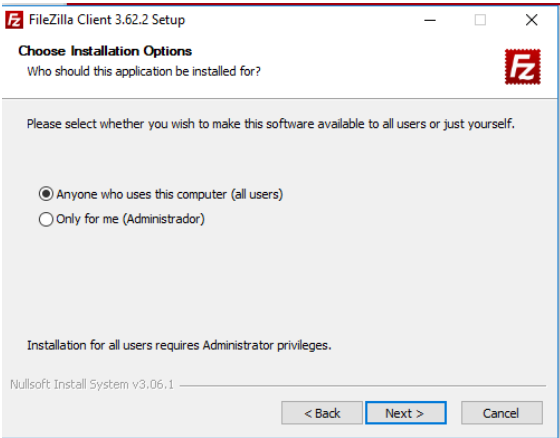 FileZilla Client 3.62.2 Setup
Choose Installation Options
Who should this application be installed for?
Fz
Please select whether you wish to make this software available to all users or just yourself.
Anyone who uses this computer (all users)
Only for me (Administrador)
Installation for all users requires Administrator privileges.
Nullsoft Install System v3.06.1
< Back Next > Cancel